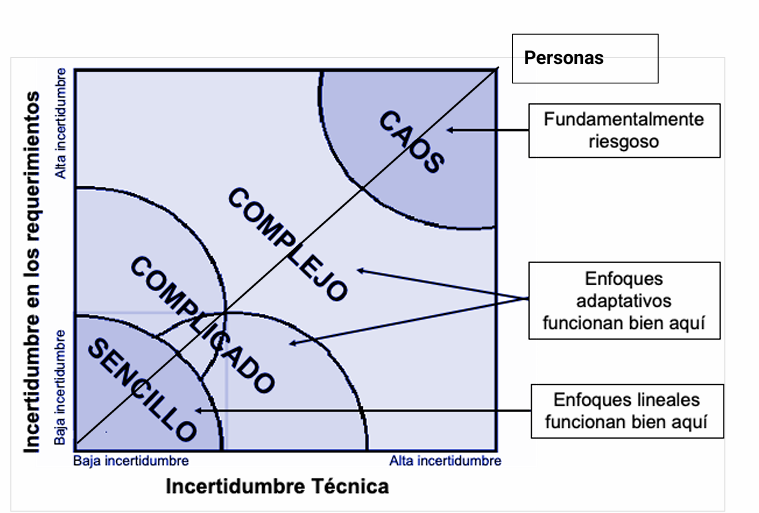 Personas
Incertidumbre en los requerimientos
Alta incertidumbre
Baja incertidumbre
CAOS
COMPLEJO
COMPLICADO
SENCILLO
Fundamentalmente
riesgoso
Enfoques
adaptativos
funcionan bien aquí
Enfoques lineales
funcionan bien aquí
Baja incertidumbre
Alta incertidumbre
Incertidumbre Técnica